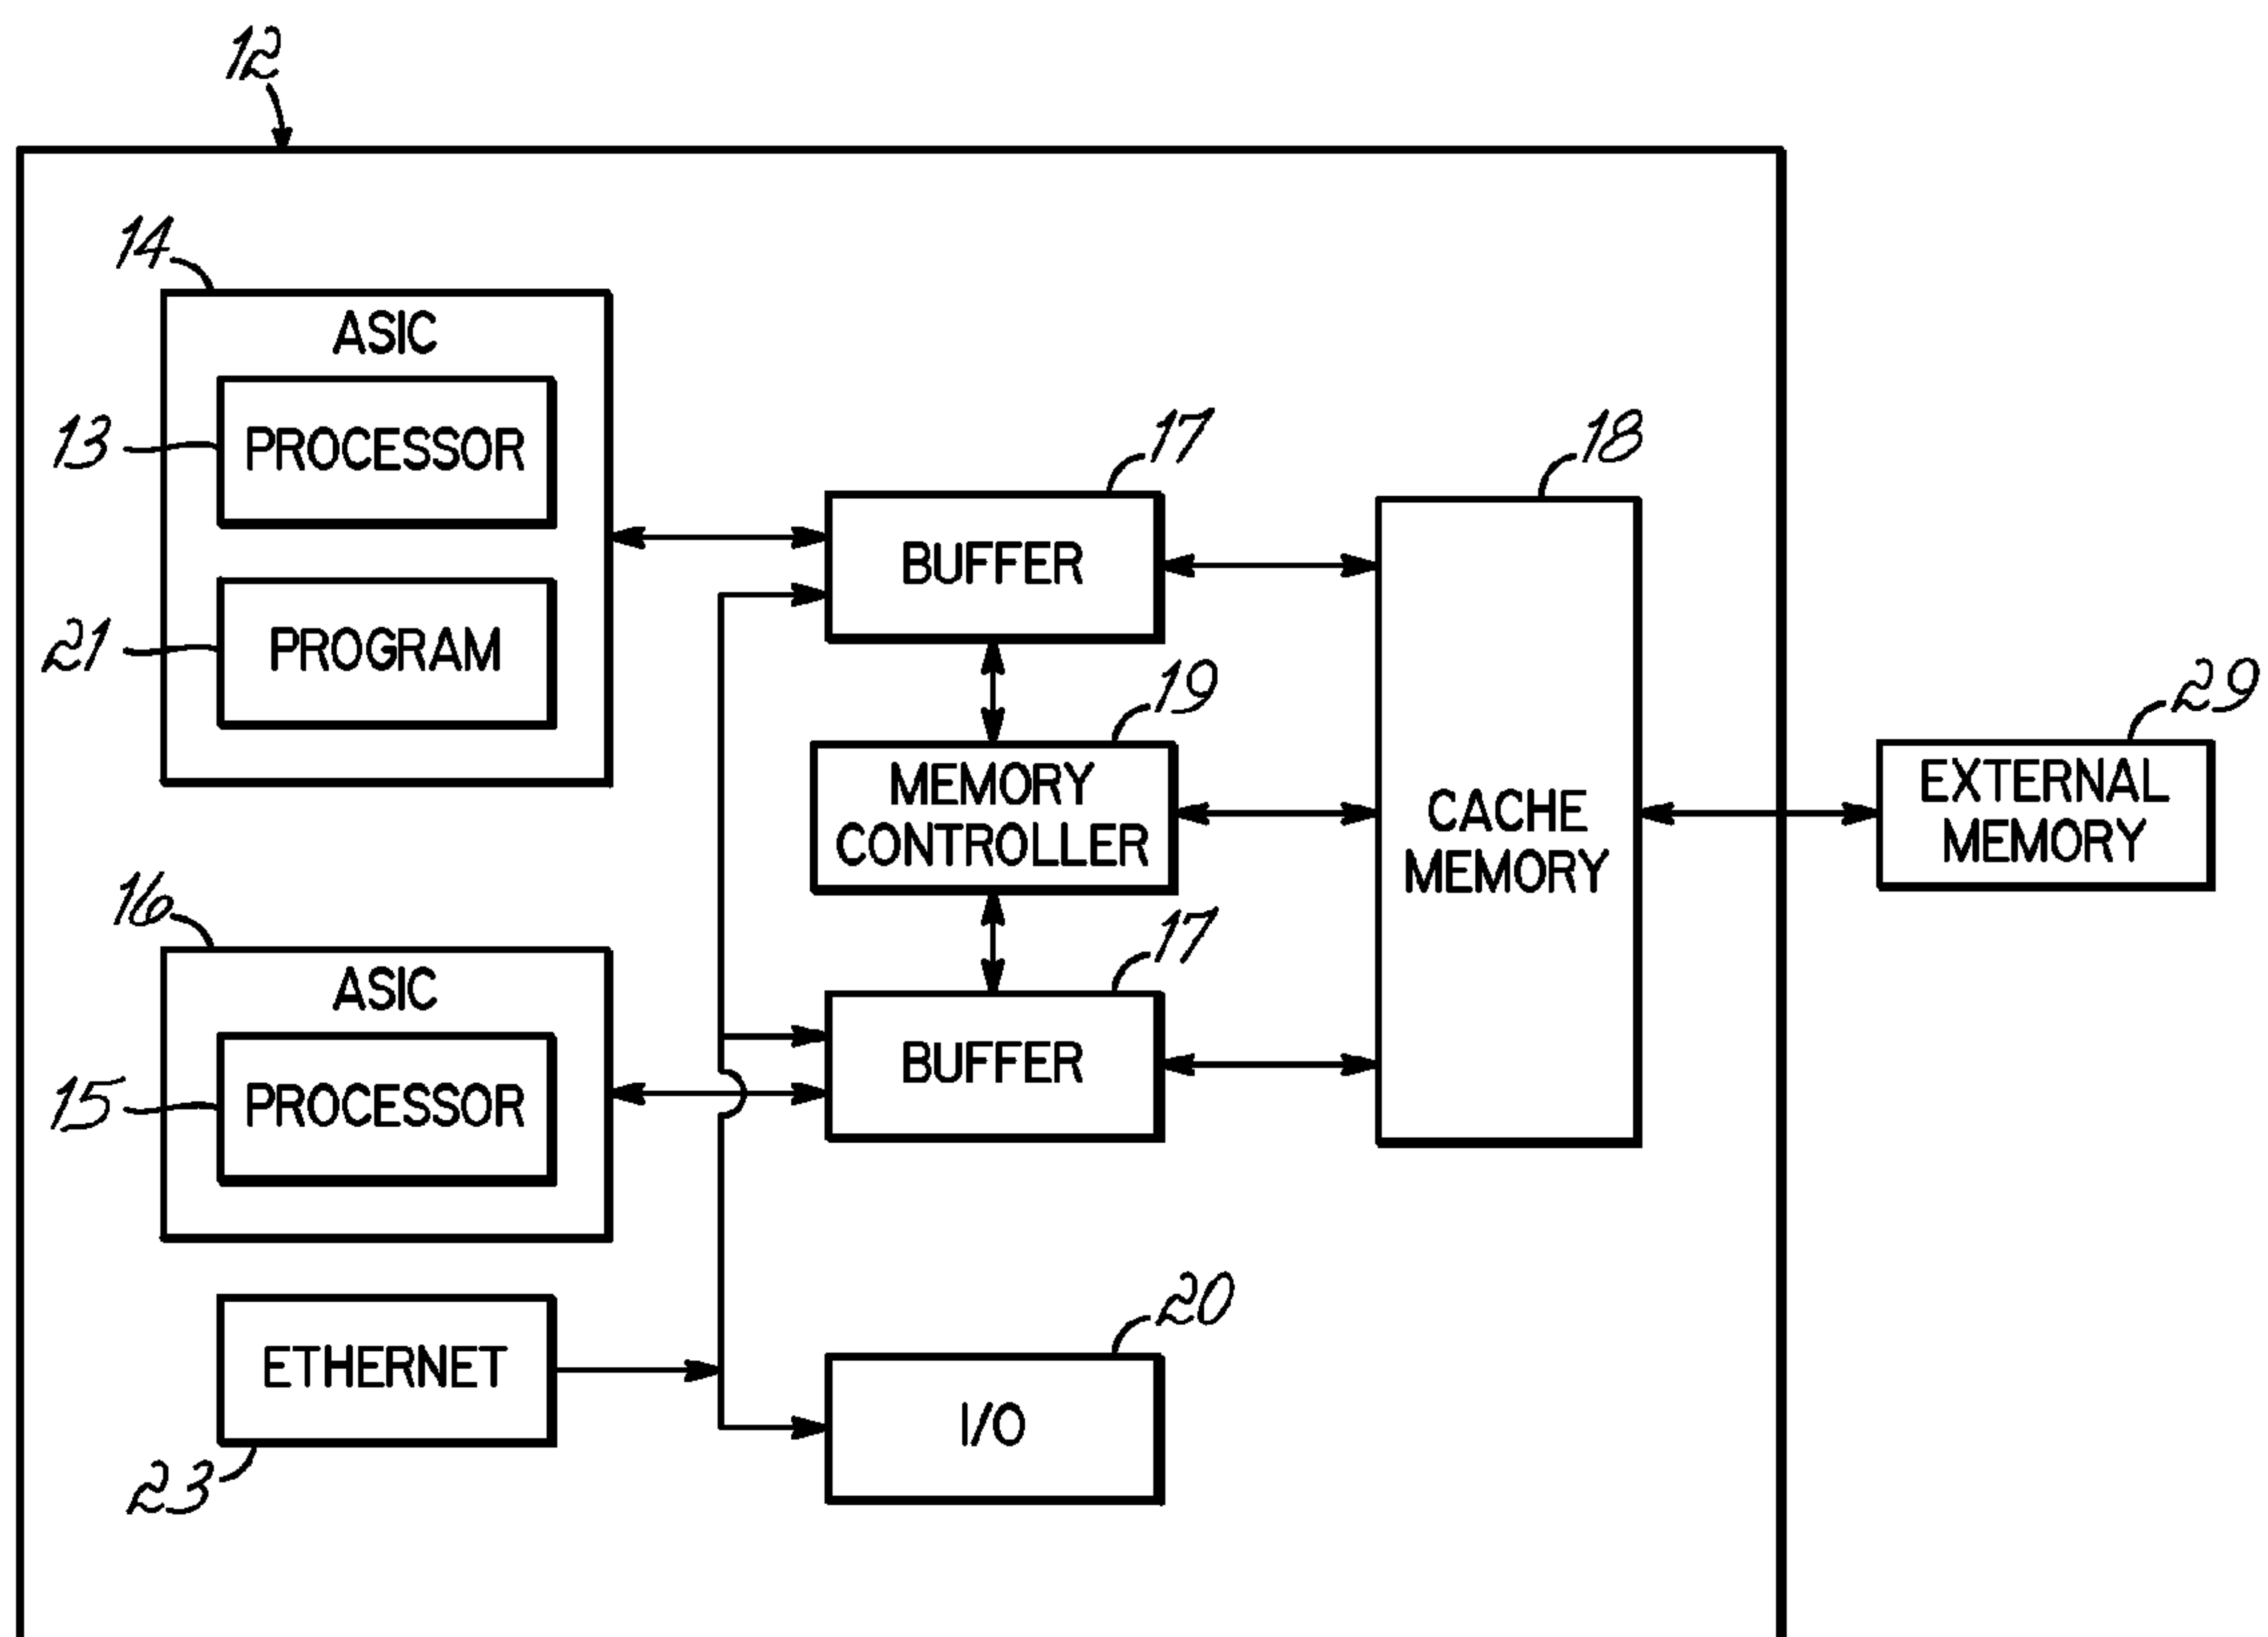 12
14
ASIC
13
PROCESSOR
21
PROGRAM
17
BUFFER
18
19
MEMORY
CONTROLLER
CACHE
MEMORY
29
EXTERNAL
MEMORY
16
ASIC
15
PROCESSOR
17
BUFFER
ETHERNET
23
20
I/O